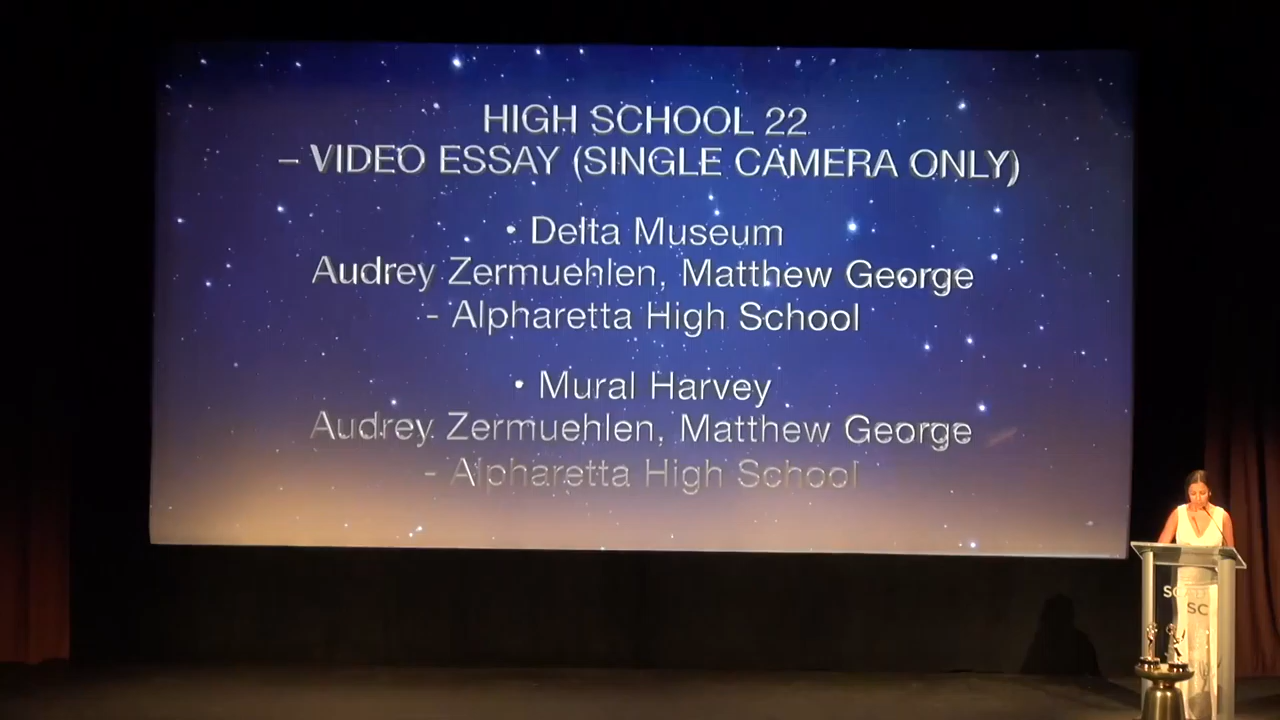 HIGH SCHOOL 22
– VIDEO ESSAY (SINGLE CAMERA ONLY)
• Delta Museum
Audrey Zermuehlen, Matthew George
- Alpharetta High School
• Mural Harvey
Audrey Zermuehlen, Matthew George
- Alpharetta High School
SC